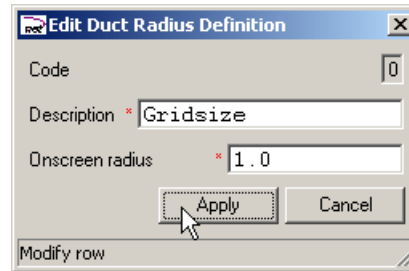 Edit Duct Radius Definition
Code 0
Description * Gridsize
Onscreen radius * 1.0
Apply Cancel
Modify row